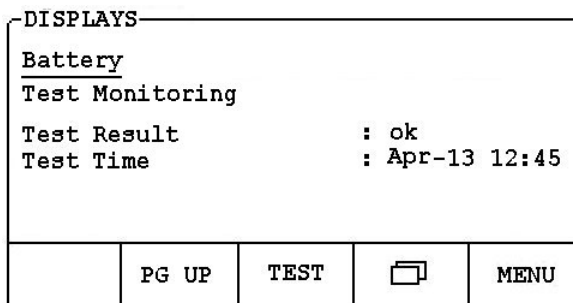 DISPLAYS
Battery
Test Monitoring
Test Result : ok
Test Time : Apr-13 12:45
PG UP TEST MENU